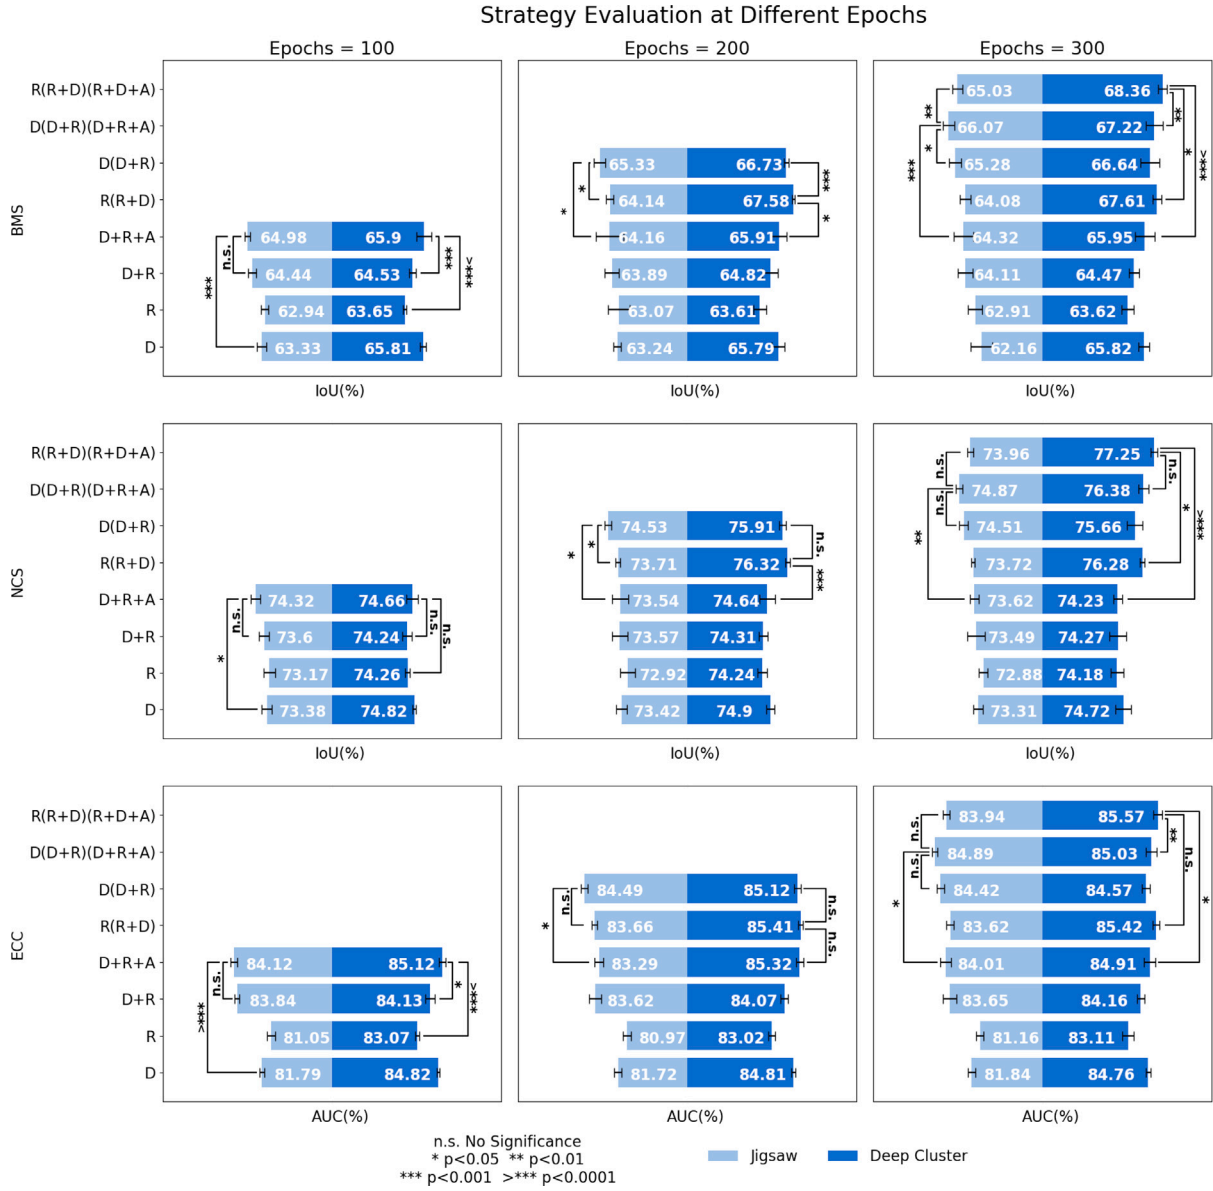 Strategy Evaluation at Different Epochs
Epochs = 100
Epochs = 200
Epochs = 300
BMS
R(R+D)(R+D+A)
D(D+R)(D+R+A)
D(D+R)
R(R+D)
D+R+A
D+R
R
D
64.98 65.9
64.44 64.53
62.94 63.65
63.33 65.81
n.s.
***
***
>***
IoU(%)
65.33 66.73
64.14 67.58
64.16 65.91
63.89 64.82
63.07 63.61
63.24 65.79
*
*
***
*
IoU(%)
65.03 68.36
66.07 67.22
65.28 66.64
64.08 67.61
64.32 65.95
64.11 64.47
62.91 63.62
62.16 65.82
**
*
***
**
*
>***
IoU(%)
NCS
R(R+D)(R+D+A)
D(D+R)(D+R+A)
D(D+R)
R(R+D)
D+R+A
D+R
R
D
74.32 74.66
73.6 74.24
73.17 74.26
73.38 74.82
n.s.
*
n.s.
n.s.
IoU(%)
74.53 75.91
73.71 76.32
73.54 74.64
73.57 74.31
72.92 74.24
73.42 74.9
*
*
n.s.
***
IoU(%)
73.96 77.25
74.87 76.38
74.51 75.66
73.72 76.28
73.62 74.23
73.49 74.27
72.88 74.18
73.31 74.72
n.s.
n.s.
**
n.s.
*
>***
IoU(%)
ECC
R(R+D)(R+D+A)
D(D+R)(D+R+A)
D(D+R)
R(R+D)
D+R+A
D+R
R
D
84.12 85.12
83.84 84.13
81.05 83.07
81.79 84.82
n.s.
>***
*
>***
AUC(%)
84.49 85.12
83.66 85.41
83.29 85.32
83.62 84.07
80.97 83.02
81.72 84.81
n.s.
*
n.s.
n.s.
AUC(%)
83.94 85.57
84.89 85.03
84.42 84.57
83.62 85.42
84.01 84.91
83.65 84.16
81.16 83.11
81.84 84.76
n.s.
n.s.
*
**
n.s.
*
AUC(%)
n.s. No Significance
* p<0.05 ** p<0.01
*** p<0.001 >*** p<0.0001
Jigsaw
Deep Cluster